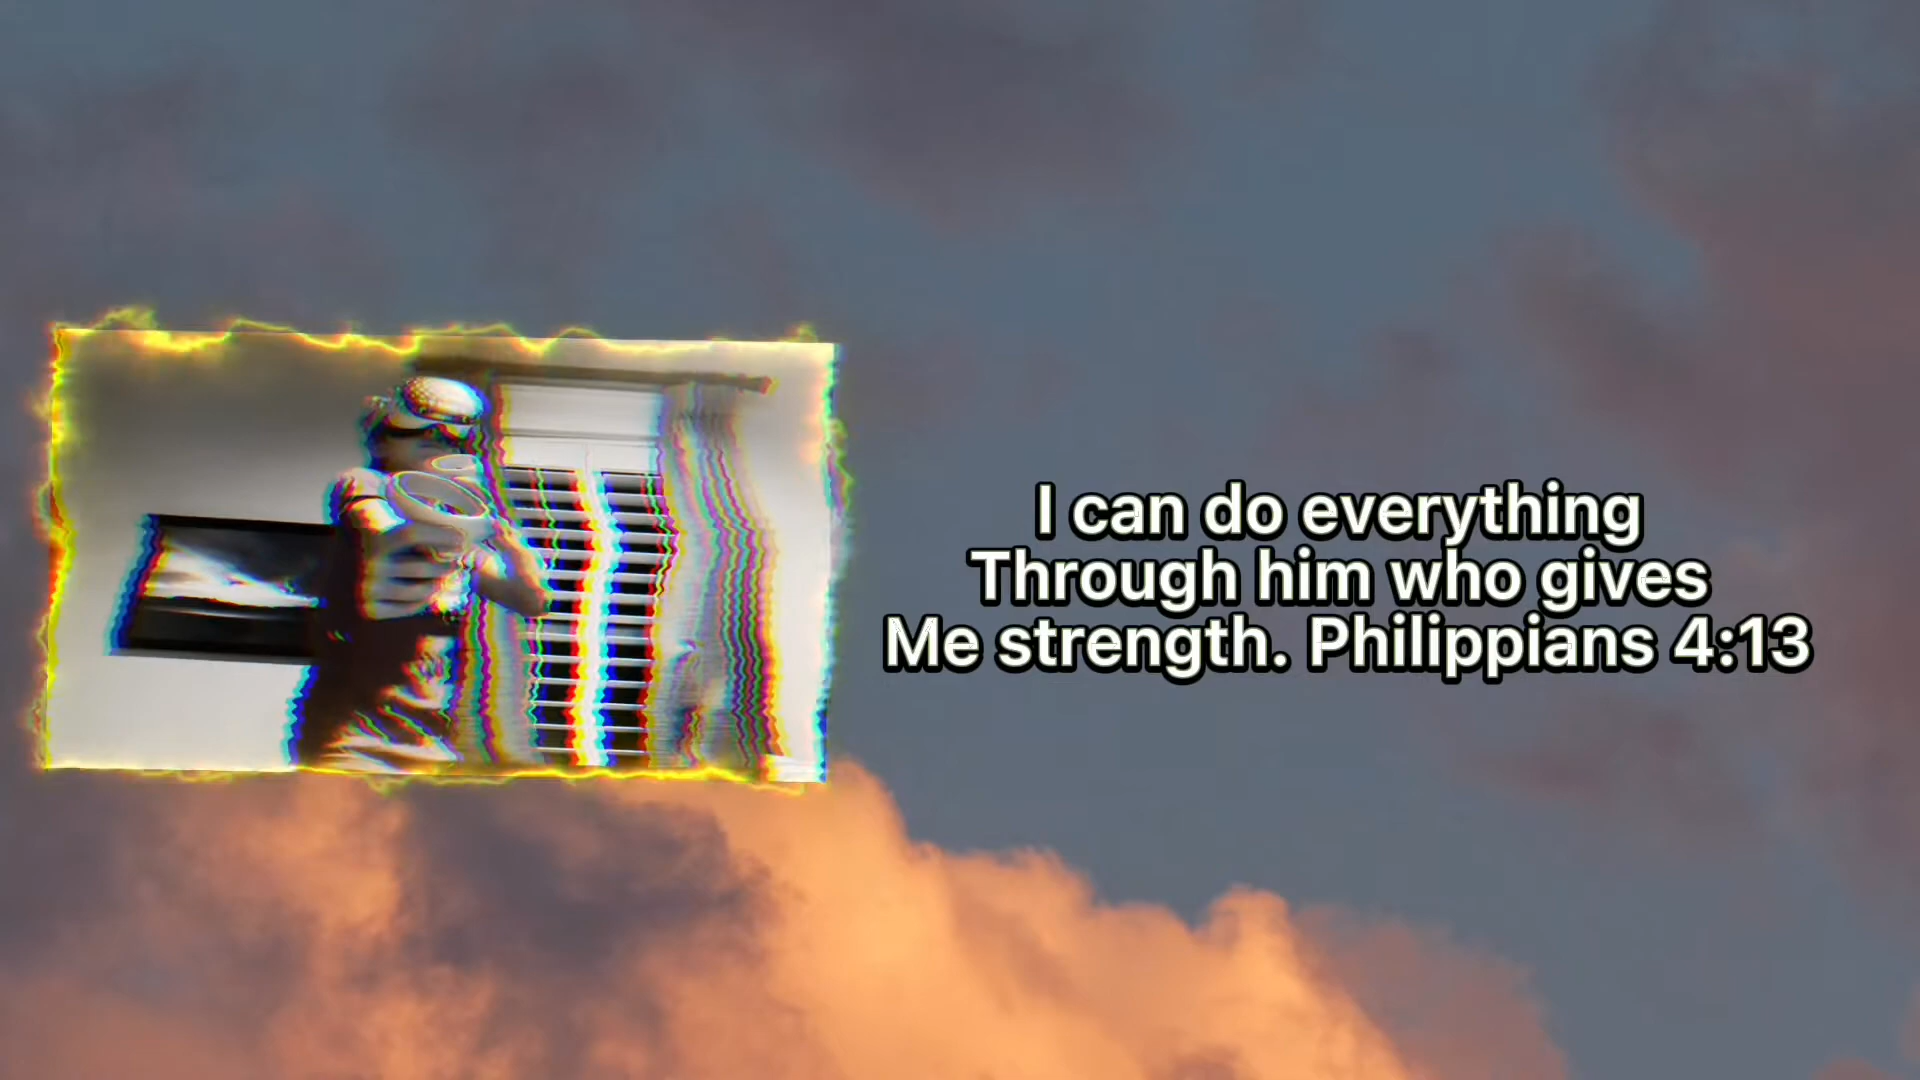 I can do everything
Through him who gives
Me strength. Philippians 4:13